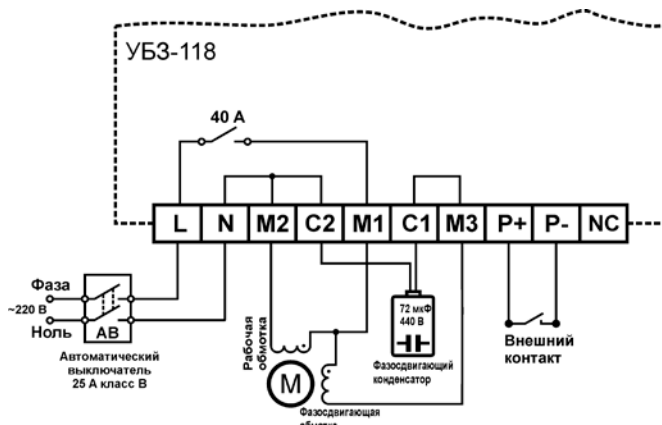 УБЗ-118
40 А
L N M2 C2 M1 C1 M3 P+ P- NC
Фаза
~220 В
Ноль
АВ
Автоматический
выключатель
25 А класс В
Рабочая
обмотка
М
Фазосдвигающая
обмотка
72 мкФ
440 В
Фазосдвигающий
конденсатор
Внешний
контакт